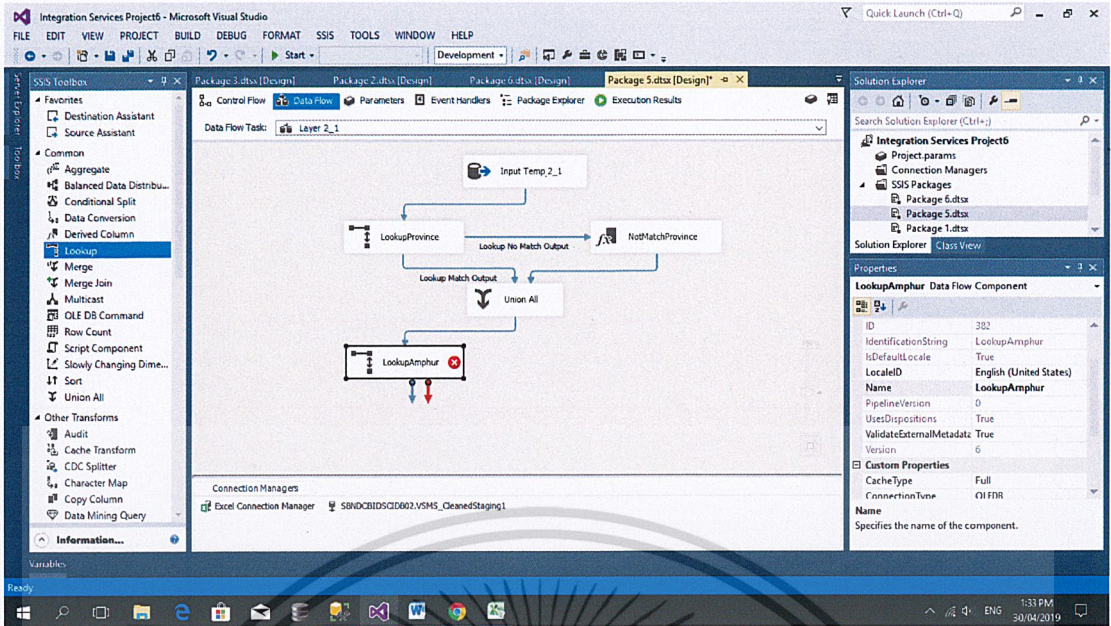 Integration Services Project6 - Microsoft Visual Studio
Quick Launch (Ctrl+Q)
FILE EDIT VIEW PROJECT BUILD DEBUG FORMAT SSIS TOOLS WINDOW HELP
Start
Development
Server Explorer
Toolbox
SSIS Toolbox
Favorites
Destination Assistant
Source Assistant
Common
Aggregate
Balanced Data Distribu...
Conditional Split
Data Conversion
Derived Column
Lookup
Merge
Merge Join
Multicast
OLE DB Command
Row Count
Script Component
Slowly Changing Dime...
Sort
Union All
Other Transforms
Audit
Cache Transform
CDC Splitter
Character Map
Copy Column
Data Mining Query
Information...
Package 3.dtsx [Design] Package 2.dtsx [Design] Package 6.dtsx [Design] Package 5.dtsx [Design]*
Control Flow Data Flow Parameters Event Handlers Package Explorer Execution Results
Data Flow Task: Layer 2_1
Input Temp_2_1
LookupProvince
Lookup No Match Output
NotMatchProvince
Lookup Match Output
Union All
LookupAmphur
Connection Managers
Excel Connection Manager SBNDCBIDSCIDB02.VSMS_CleanedStaging1
Solution Explorer
Search Solution Explorer (Ctrl+;)
Integration Services Project6
Project.params
Connection Managers
SSIS Packages
Package 6.dtsx
Package 5.dtsx
Package 1.dtsx
Solution Explorer Class View
Properties
LookupAmphur Data Flow Component
ID 382
IdentificationString LookupAmphur
IsDefaultLocale True
LocaleID English (United States)
Name LookupAmphur
PipelineVersion 0
UsesDispositions True
ValidateExternalMetadata True
Version 6
Custom Properties
CacheType Full
ConnectionType OLEDB
Name
Specifies the name of the component.
Variables
Ready
ENG
1:33 PM
30/04/2019